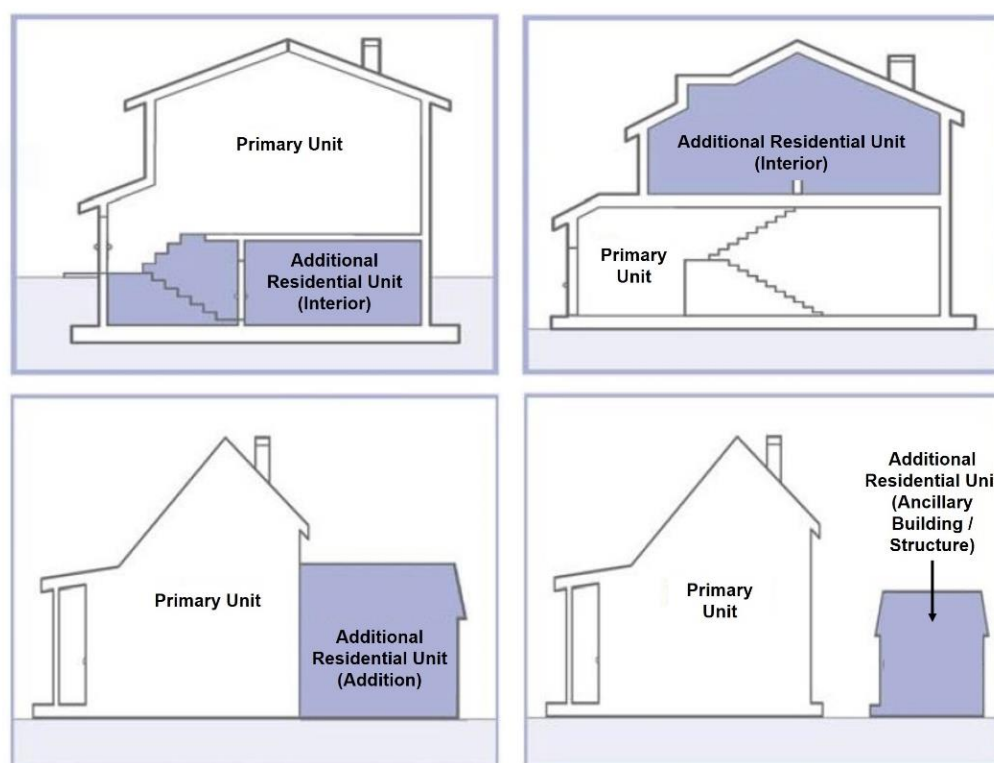 Primary Unit
Additional
Residential Unit
(Interior)
Additional Residential Unit
(Interior)
Primary
Unit
Primary Unit
Additional
Residential Unit
(Addition)
Primary
Unit
Additional
Residential Uni
(Ancillary
Building /
Structure)